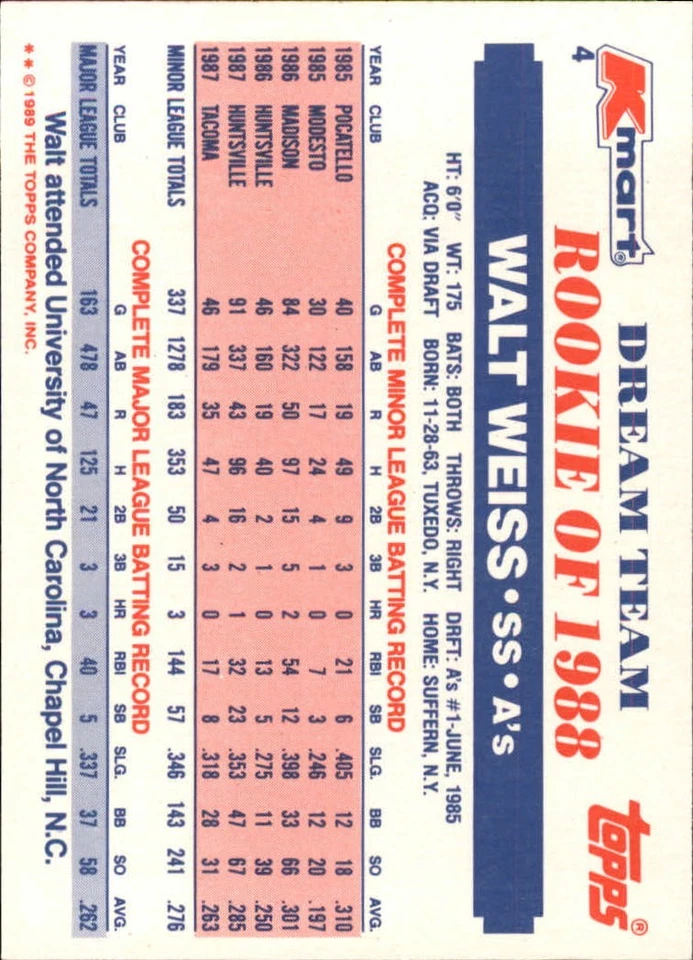 Kmart®
DREAM TEAM
Topps®
4
ROOKIE OF 1988
WALT WEISS•SS•A's
HT: 6'0" WT: 175 BATS: BOTH THROWS: RIGHT DRFT: A's #1-JUNE, 1985
ACQ: VIA DRAFT BORN: 11-28-63, TUXEDO, N.Y. HOME: SUFFERN, N.Y.
COMPLETE MINOR LEAGUE BATTING RECORD
YEAR CLUB G AB R H 2B 3B HR RBI SB SLG. BB SO AVG.
1985 POCATELLO 40 158 19 49 9 3 0 21 6 .405 12 18 .310
1985 MODESTO 30 122 17 24 4 1 0 7 3 .246 12 20 .197
1986 MADISON 84 322 50 97 15 5 2 54 12 .398 33 66 .301
1986 HUNTSVILLE 46 160 19 40 2 1 0 13 5 .275 11 39 .250
1987 HUNTSVILLE 91 337 43 96 16 2 1 32 23 .353 47 67 .285
1987 TACOMA 46 179 35 47 4 3 0 17 8 .318 28 31 .263
MINOR LEAGUE TOTALS 337 1278 183 353 50 15 3 144 57 .346 143 241 .276
COMPLETE MAJOR LEAGUE BATTING RECORD
YEAR CLUB G AB R H 2B 3B HR RBI SB SLG. BB SO AVG.
MAJOR LEAGUE TOTALS 163 478 47 125 21 3 3 40 5 .337 37 58 .262
Walt attended University of North Carolina, Chapel Hill, N.C.
** © 1989 THE TOPPS COMPANY, INC.